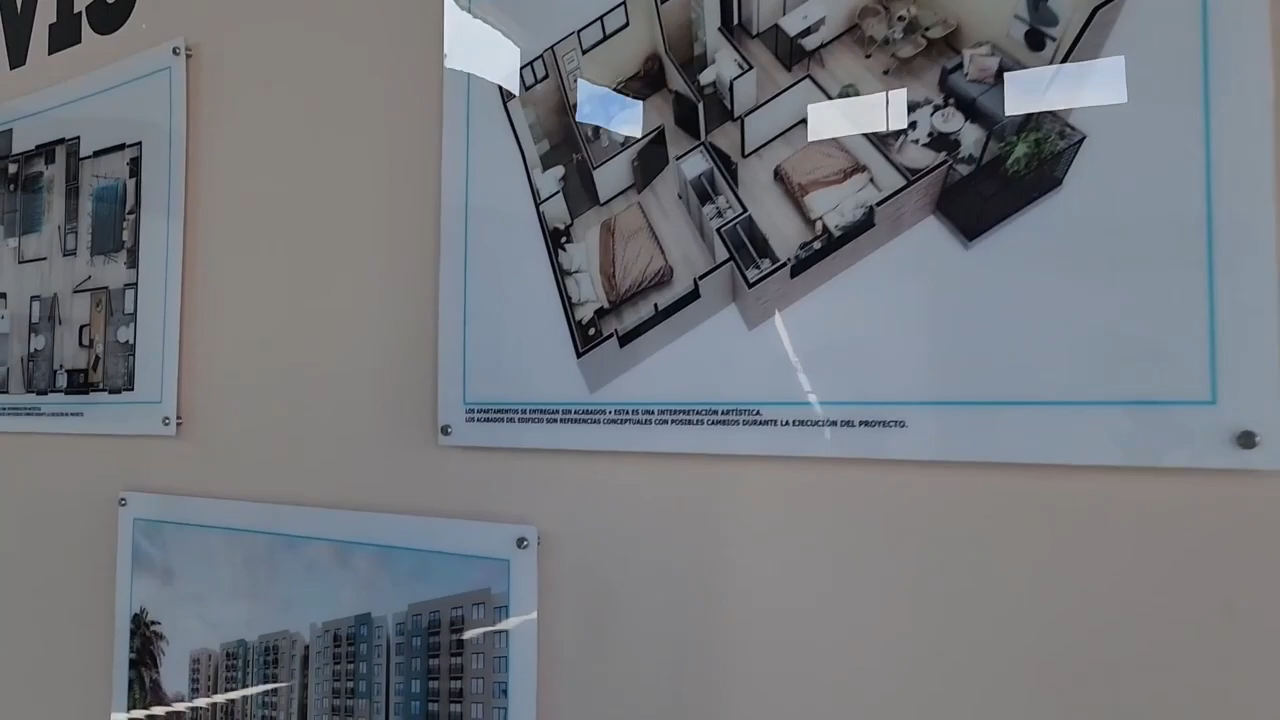 VIS
LOS APARTAMENTOS SE ENTREGAN SIN ACABADOS • ESTA ES UNA INTERPRETACIÓN ARTÍSTICA.
LOS ACABADOS DEL EDIFICIO SON REFERENCIAS CONCEPTUALES CON POSIBLES CAMBIOS DURANTE LA EJECUCIÓN DEL PROYECTO.